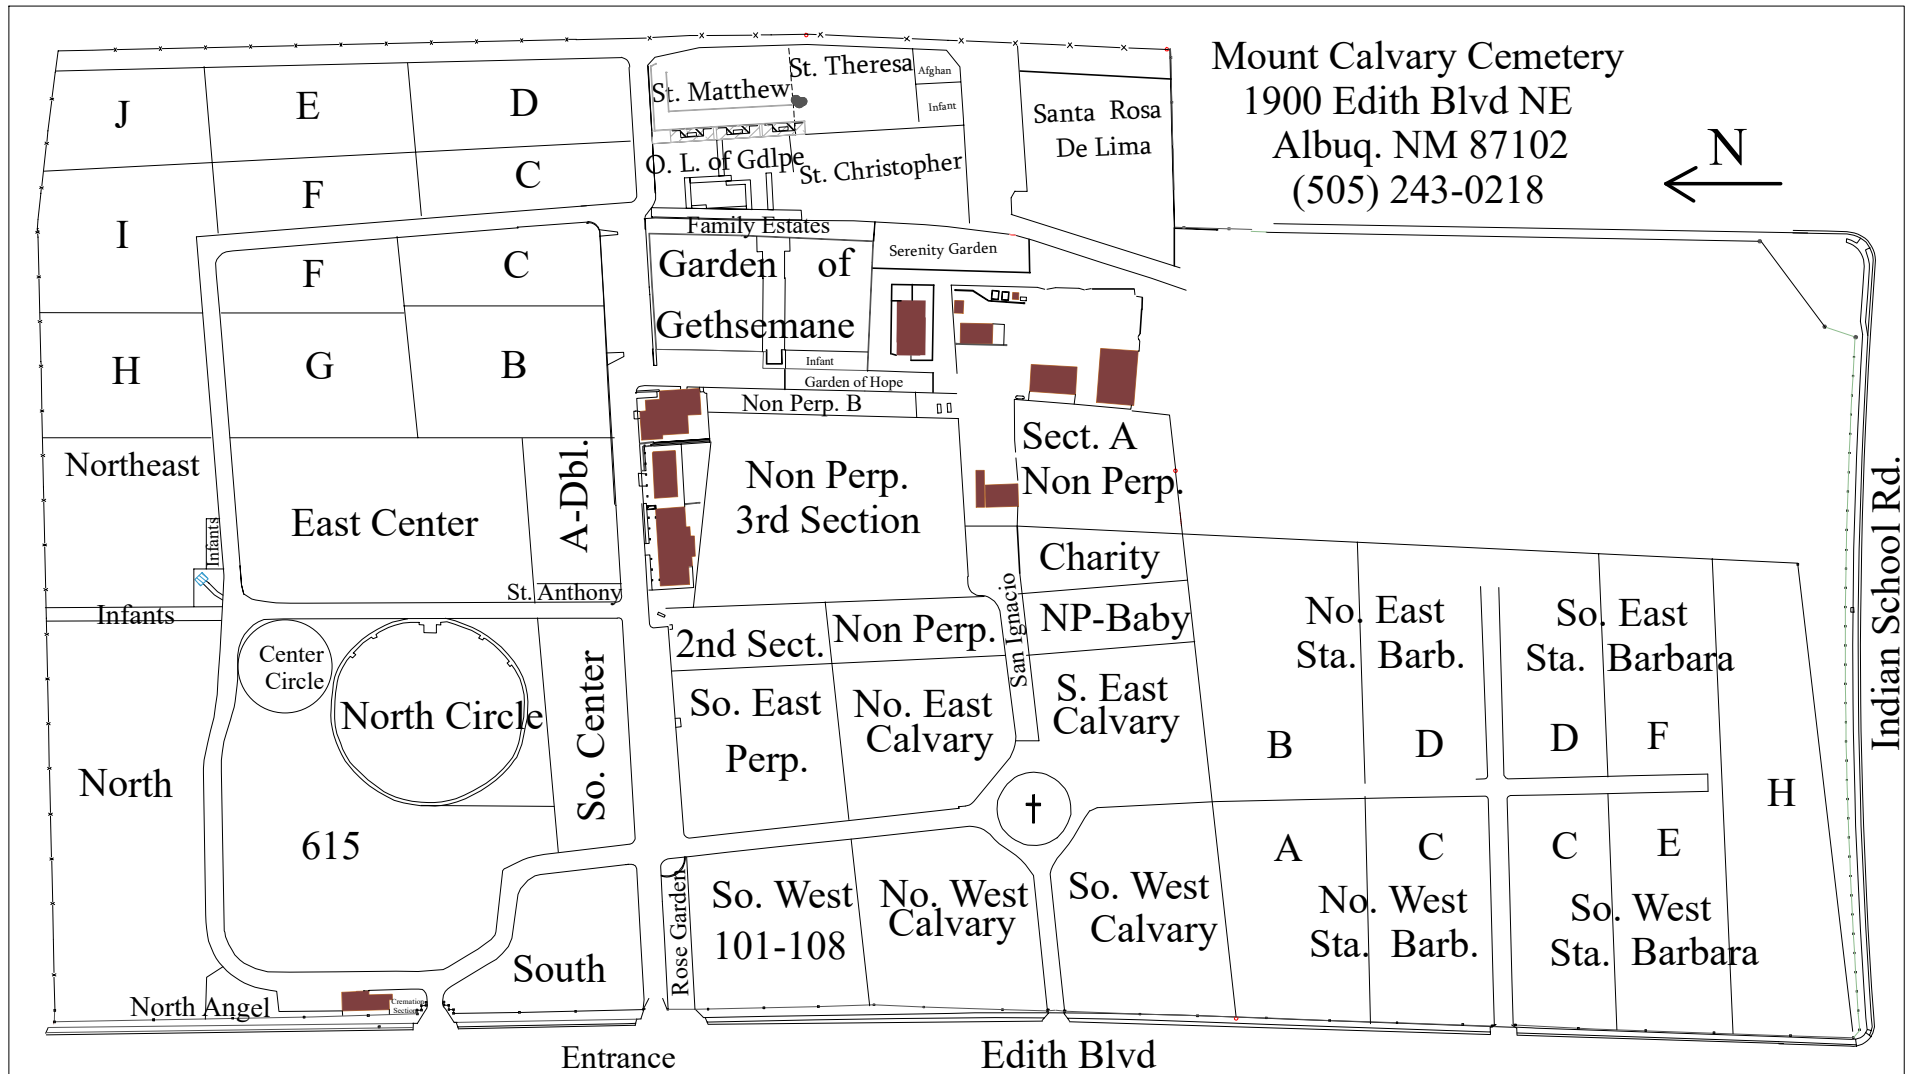 Mount Calvary Cemetery
1900 Edith Blvd NE
Albuq. NM 87102
(505) 243-0218
N
J
E
D
St. Matthew
St. Theresa
Afghan
Infant
Santa Rosa
De Lima
F
C
O. L. of Gdlpe
St. Christopher
I
Family Estates
F
C
Garden of
Gethsemane
Serenity Garden
H
G
B
Infant
Garden of Hope
Non Perp. B
Northeast
East Center
A-Dbl.
Non Perp.
3rd Section
Sect. A
Non Perp.
Infants
St. Anthony
Charity
San Ignacio
NP-Baby
Infants
2nd Sect.
Non Perp.
No. East
Sta. Barb.
So. East
Sta. Barbara
Indian School Rd.
Center
Circle
North Circle
So. Center
So. East
Perp.
No. East
Calvary
S. East
Calvary
B
D
D
F
H
North
615
✝
A
C
C
E
South
Rose Garden
So. West
101-108
No. West
Calvary
So. West
Calvary
No. West
Sta. Barb.
So. West
Sta. Barbara
North Angel
Cremation
Section
Entrance
Edith Blvd